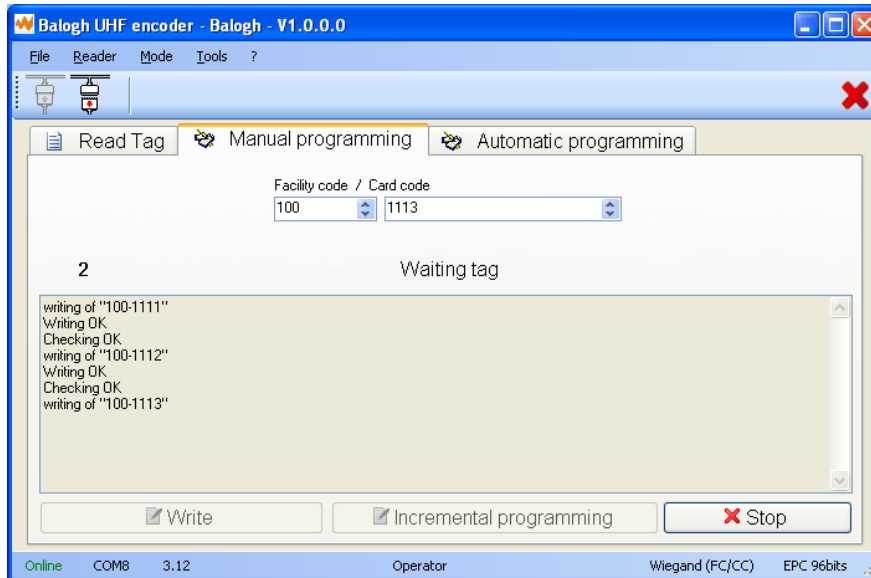 Balogh UHF encoder - Balogh - V1.0.0.0
File Reader Mode Tools ?
Read Tag Manual programming Automatic programming
Facility code / Card code
100 1113
2 Waiting tag
writing of "100-1111"
Writing OK
Checking OK
writing of "100-1112"
Writing OK
Checking OK
writing of "100-1113"
Write Incremental programming Stop
Online COM8 3.12 Operator Wiegand (FC/CC) EPC 96bits